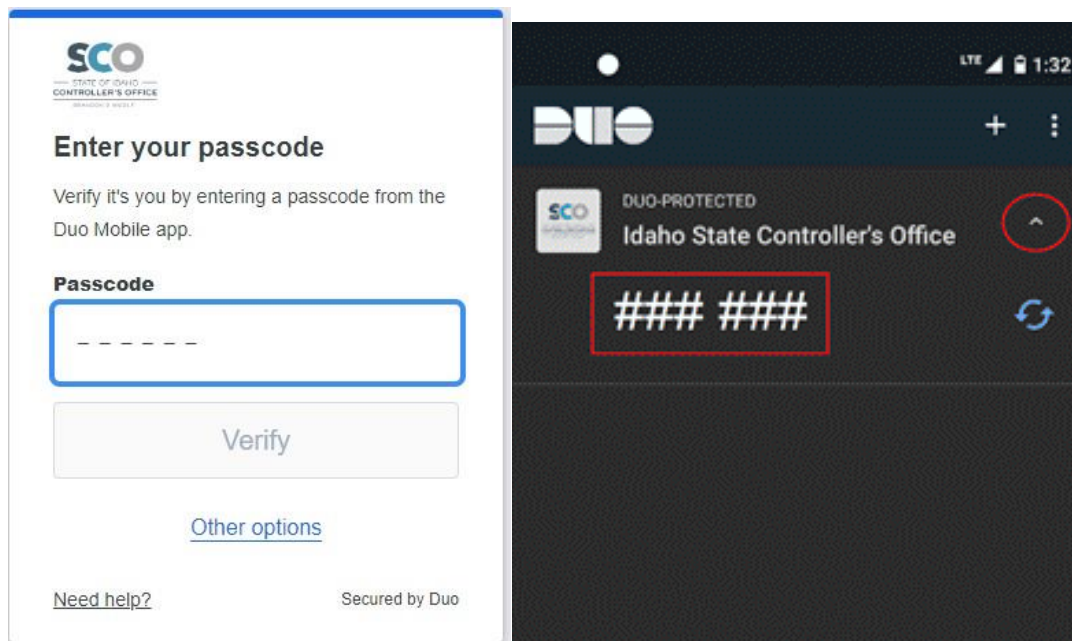 SCO
STATE OF IDAHO
CONTROLLER'S OFFICE
Enter your passcode
Verify it's you by entering a passcode from the
Duo Mobile app.
Passcode
_ _ _ _ _ _
Verify
Other options
Need help?
Secured by Duo
LTE 1:32
DUO
+
SCO
DUO-PROTECTED
Idaho State Controller's Office
### ###